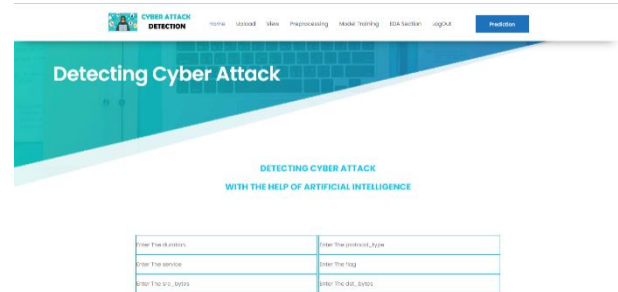 CYBER ATTACK
DETECTION
Home Upload View Preprocessing Model Training EDA Section LogOut Prediction
Detecting Cyber Attack
DETECTING CYBER ATTACK
WITH THE HELP OF ARTIFICIAL INTELLIGENCE
Enter The duration Enter The protocol_type
Enter The service Enter The flag
Enter The src_bytes Enter The dst_bytes